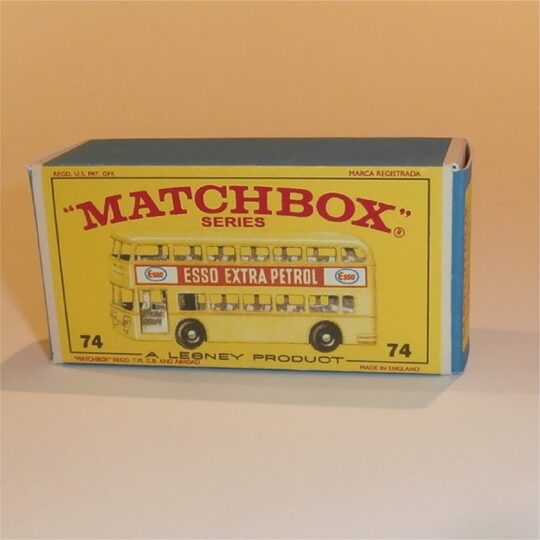 REGD. U.S. PAT. OFF. MARCA REGISTRADA
"MATCHBOX"®
SERIES
Esso ESSO EXTRA PETROL Esso
74 74
A LESNEY PRODUCT
"MATCHBOX" REGD. T.M. G.B. AND ABROAD MADE IN ENGLAND